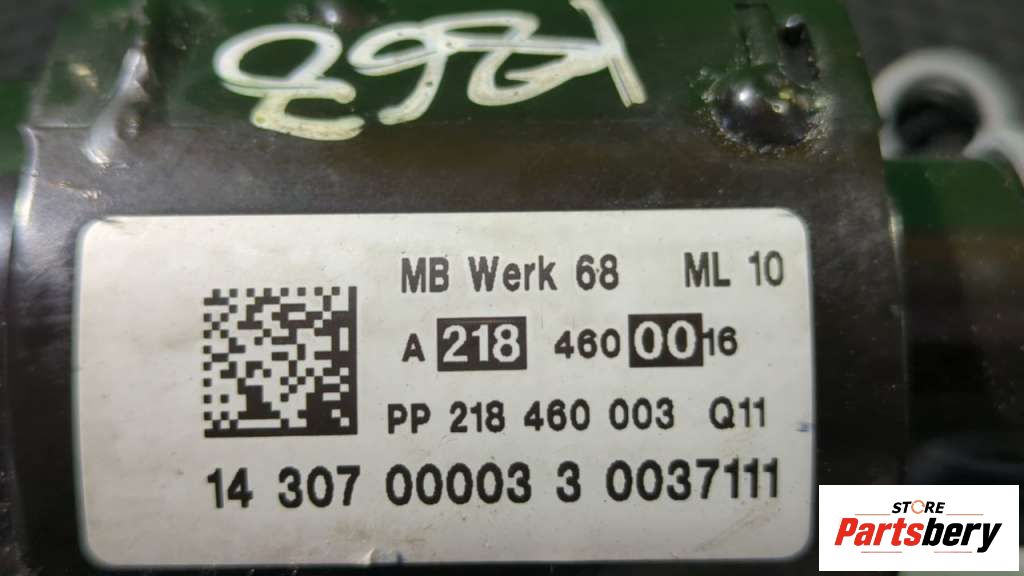 MB Werk 68 ML 10
A 218 460 00 16
PP 218 460 003 Q11
14 307 00003 3 0037111
STORE
Partsbery